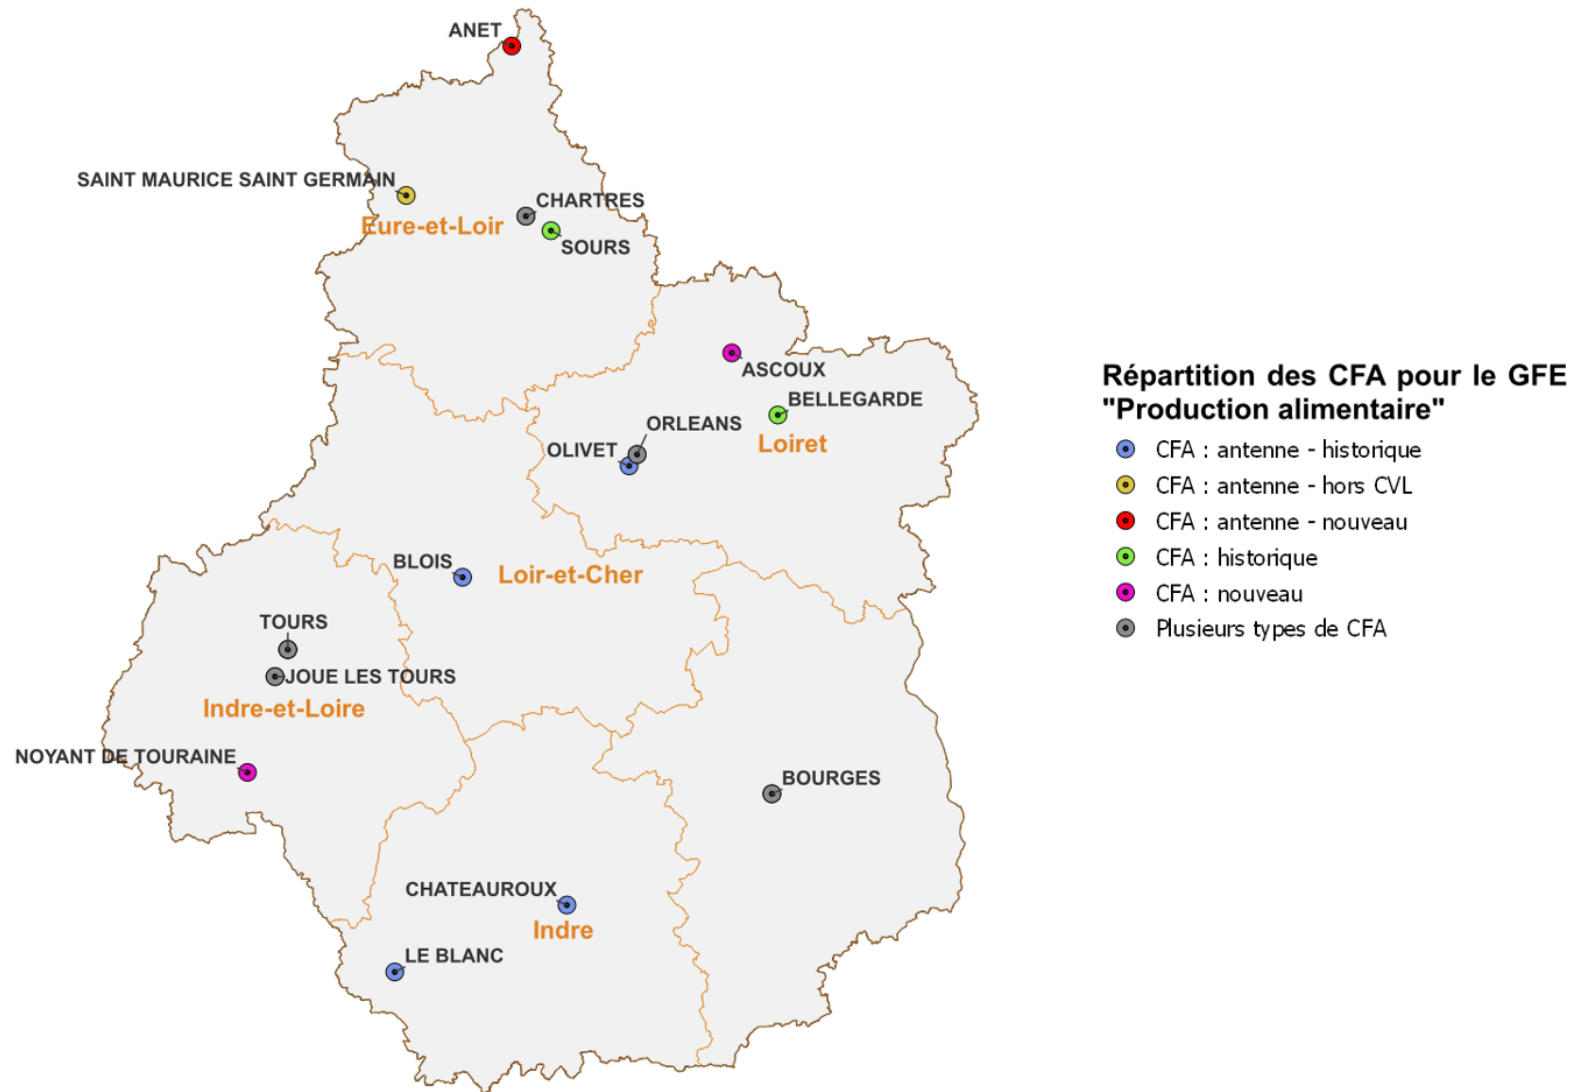 ANET
SAINT MAURICE SAINT GERMAIN
CHARTRES
Eure-et-Loir
SOURS
ASCOUX
BELLEGARDE
ORLEANS
Loiret
OLIVET
BLOIS
Loir-et-Cher
TOURS
JOUE LES TOURS
Indre-et-Loire
NOYANT DE TOURAINE
BOURGES
CHATEAUROUX
Indre
LE BLANC
Répartition des CFA pour le GFE
"Production alimentaire"
CFA : antenne - historique
CFA : antenne - hors CVL
CFA : antenne - nouveau
CFA : historique
CFA : nouveau
Plusieurs types de CFA